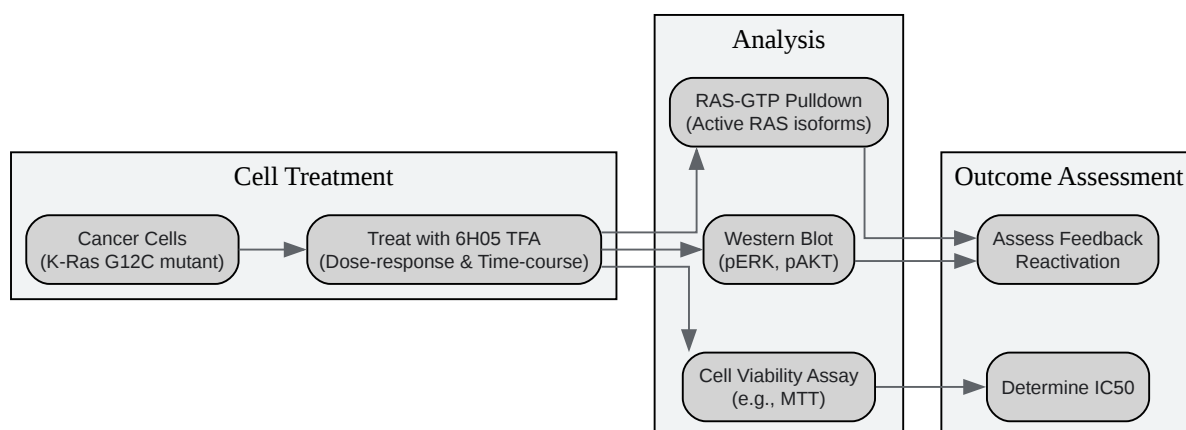 Cell Treatment
Cancer Cells
(K-Ras G12C mutant)
Treat with 6H05 TFA
(Dose-response & Time-course)
Analysis
RAS-GTP Pulldown
(Active RAS isoforms)
Western Blot
(pERK, pAKT)
Cell Viability Assay
(e.g., MTT)
Outcome Assessment
Assess Feedback
Reactivation
Determine IC50